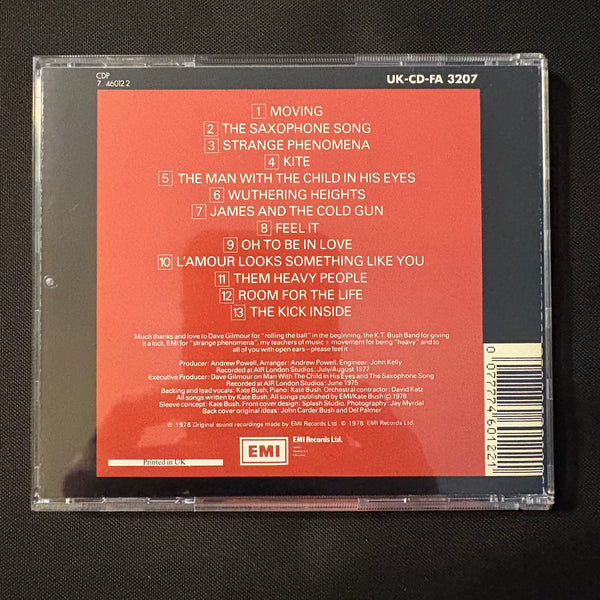 CDP
7 46012 2
UK-CD-FA 3207
1 MOVING
2 THE SAXOPHONE SONG
3 STRANGE PHENOMENA
4 KITE
5 THE MAN WITH THE CHILD IN HIS EYES
6 WUTHERING HEIGHTS
7 JAMES AND THE COLD GUN
8 FEEL IT
9 OH TO BE IN LOVE
10 L'AMOUR LOOKS SOMETHING LIKE YOU
11 THEM HEAVY PEOPLE
12 ROOM FOR THE LIFE
13 THE KICK INSIDE
Much thanks and love to Dave Gilmour for "rolling the ball" in the beginning, the K.T. Bush Band for giving
it a kick, EMI for "strange phenomena", my teachers of music + movement for being "heavy" and to
all of you with open ears – please feel it
Producer: Andrew Powell, Arranger: Andrew Powell, Engineer: John Kelly
Recorded at AIR London Studios: July/August 1977
Executive Producer: Dave Gilmour on Man With The Child In His Eyes and The Saxophone Song
Recorded at AIR London Studios: June 1975
Backing and lead vocals: Kate Bush, Piano: Kate Bush, Orchestral contractor: David Katz
All songs written by Kate Bush, All songs published by EMI/Kate Bush © 1978
Sleeve concept: Kate Bush, Front cover design: Splash Studio. Photography: Jay Myrdal
Back cover original ideas: John Carder Bush and Del Palmer
℗ 1978 Original sound recordings made by EMI Records Ltd. © 1978 EMI Records Ltd.
Printed in UK
EMI
EMI Records Ltd.
0 077774 601221